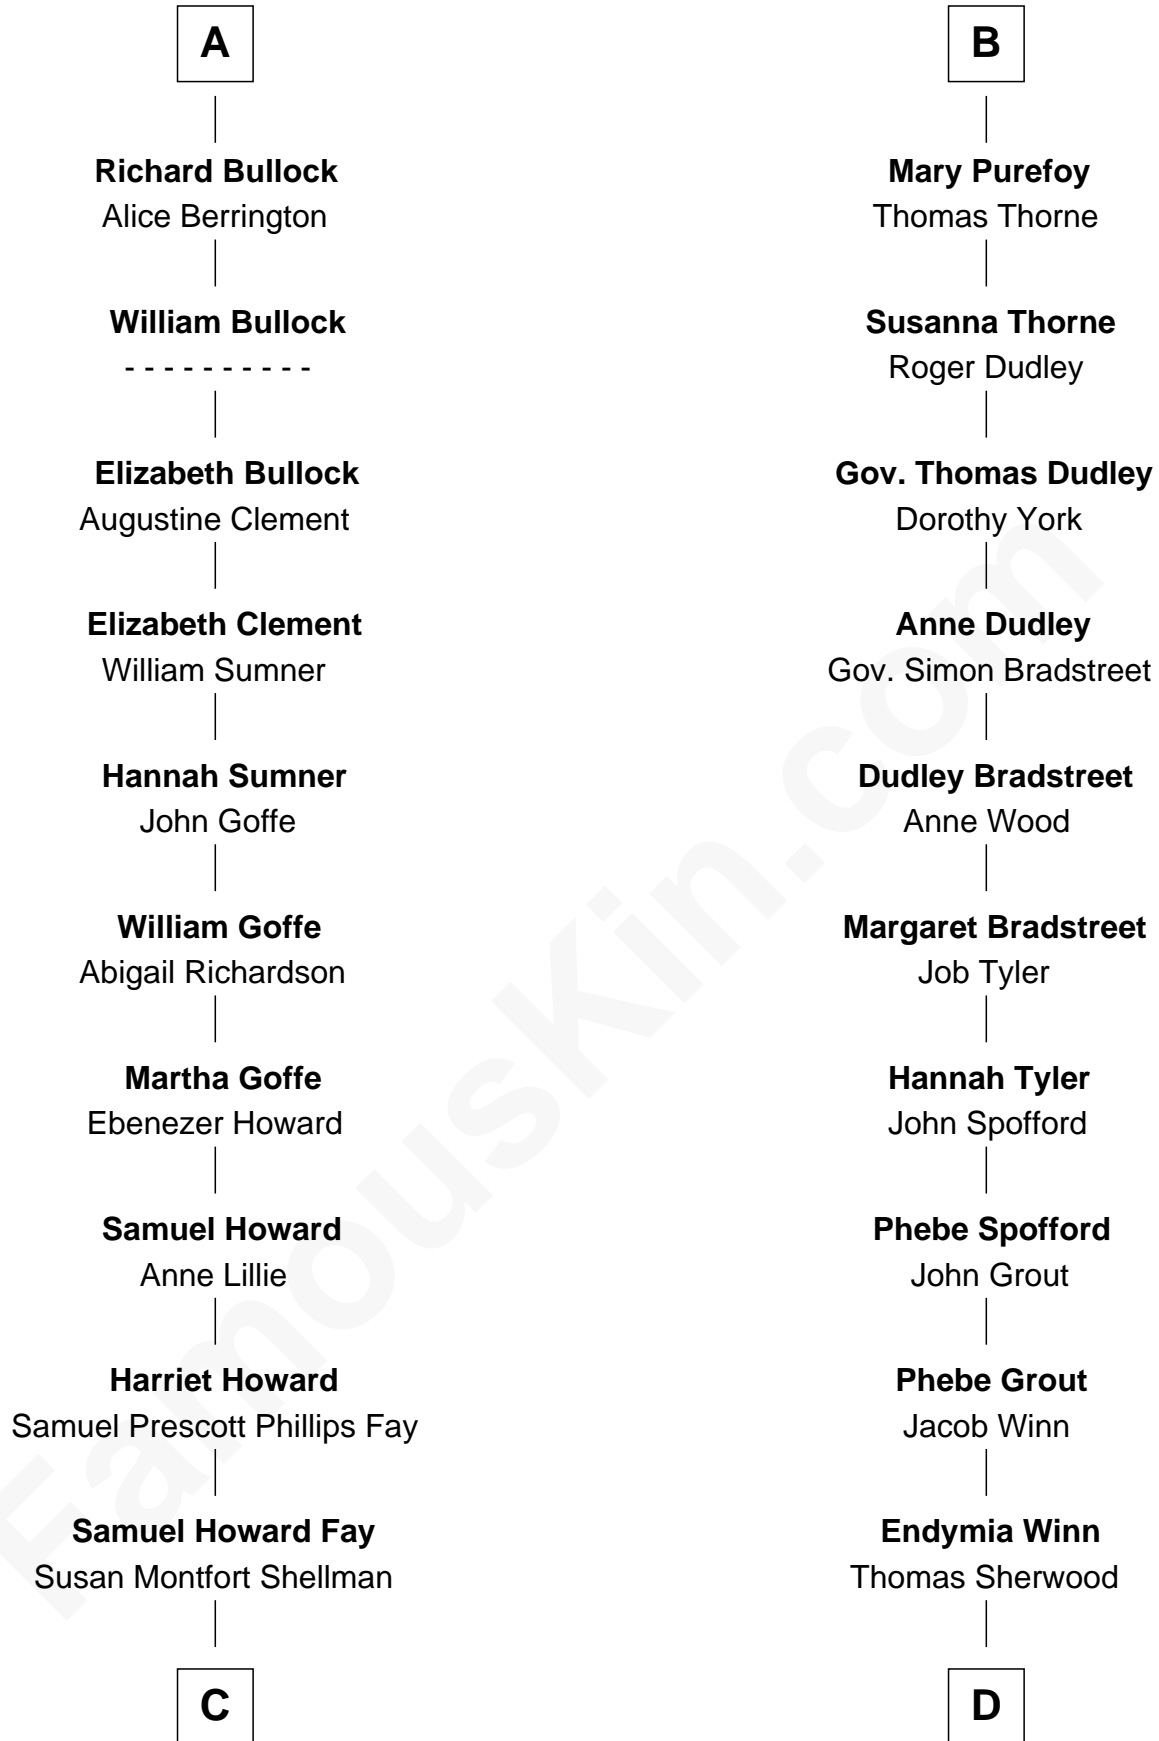 A
Richard Bullock
Alice Berrington
William Bullock
- - - - - - - - - -
Elizabeth Bullock
Augustine Clement
Elizabeth Clement
William Sumner
Hannah Sumner
John Goffe
William Goffe
Abigail Richardson
Martha Goffe
Ebenezer Howard
Samuel Howard
Anne Lillie
Harriet Howard
Samuel Prescott Phillips Fay
Samuel Howard Fay
Susan Montfort Shellman
C
B
Mary Purefoy
Thomas Thorne
Susanna Thorne
Roger Dudley
Gov. Thomas Dudley
Dorothy York
Anne Dudley
Gov. Simon Bradstreet
Dudley Bradstreet
Anne Wood
Margaret Bradstreet
Job Tyler
Hannah Tyler
John Spofford
Phebe Spofford
John Grout
Phebe Grout
Jacob Winn
Endymia Winn
Thomas Sherwood
D
FamousKin.com